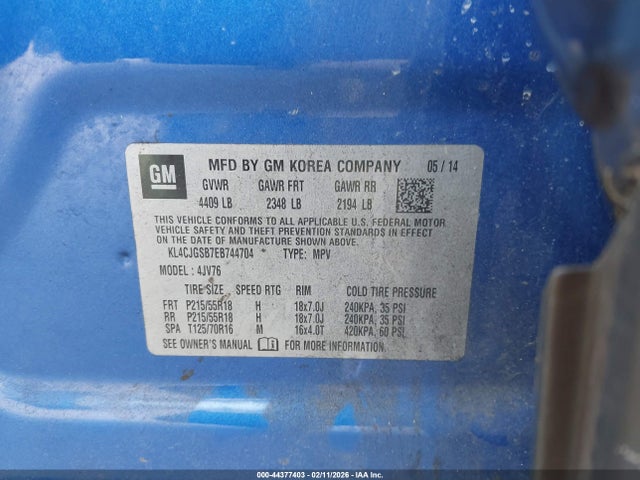 GM MFD BY GM KOREA COMPANY 05/14
GVWR GAWR FRT GAWR RR
4409 LB 2348 LB 2194 LB
THIS VEHICLE CONFORMS TO ALL APPLICABLE U.S. FEDERAL MOTOR
VEHICLE SAFETY AND THEFT PREVENTION STANDARDS IN
EFFECT ON THE DATE OF MANUFACTURE SHOWN ABOVE.
KL4CJGSB7EB744704 TYPE: MPV
MODEL: 4JV76
TIRE SIZE SPEED RTG RIM COLD TIRE PRESSURE
FRT P215/55R18 H 18x7.0J 240KPA, 35 PSI
RR P215/55R18 H 18x7.0J 240KPA, 35 PSI
SPA T125/70R16 M 16x4.0T 420KPA, 60 PSI
SEE OWNER'S MANUAL FOR MORE INFORMATION
000-44377403 - 02/11/2026 - IAAI.COM